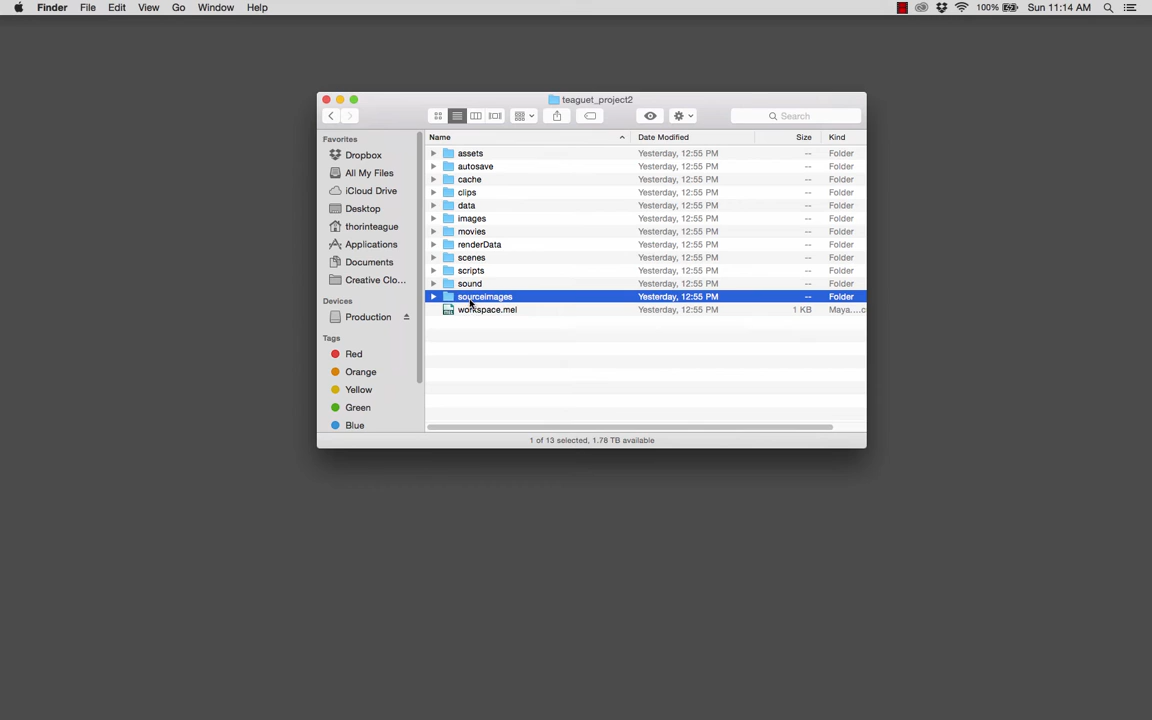 Finder File Edit View Go Window Help 100% Sun 11:14 AM
teaguet_project2
Search
Favorites
Dropbox
All My Files
iCloud Drive
Desktop
thorinteague
Applications
Documents
Creative Clo...
Devices
Production
Tags
Red
Orange
Yellow
Green
Blue
Name Date Modified Size Kind
assets Yesterday, 12:55 PM -- Folder
autosave Yesterday, 12:55 PM -- Folder
cache Yesterday, 12:55 PM -- Folder
clips Yesterday, 12:55 PM -- Folder
data Yesterday, 12:55 PM -- Folder
images Yesterday, 12:55 PM -- Folder
movies Yesterday, 12:55 PM -- Folder
renderData Yesterday, 12:55 PM -- Folder
scenes Yesterday, 12:55 PM -- Folder
scripts Yesterday, 12:55 PM -- Folder
sound Yesterday, 12:55 PM -- Folder
sourceimages Yesterday, 12:55 PM -- Folder
workspace.mel Yesterday, 12:55 PM 1 KB Maya....c
1 of 13 selected, 1.78 TB available